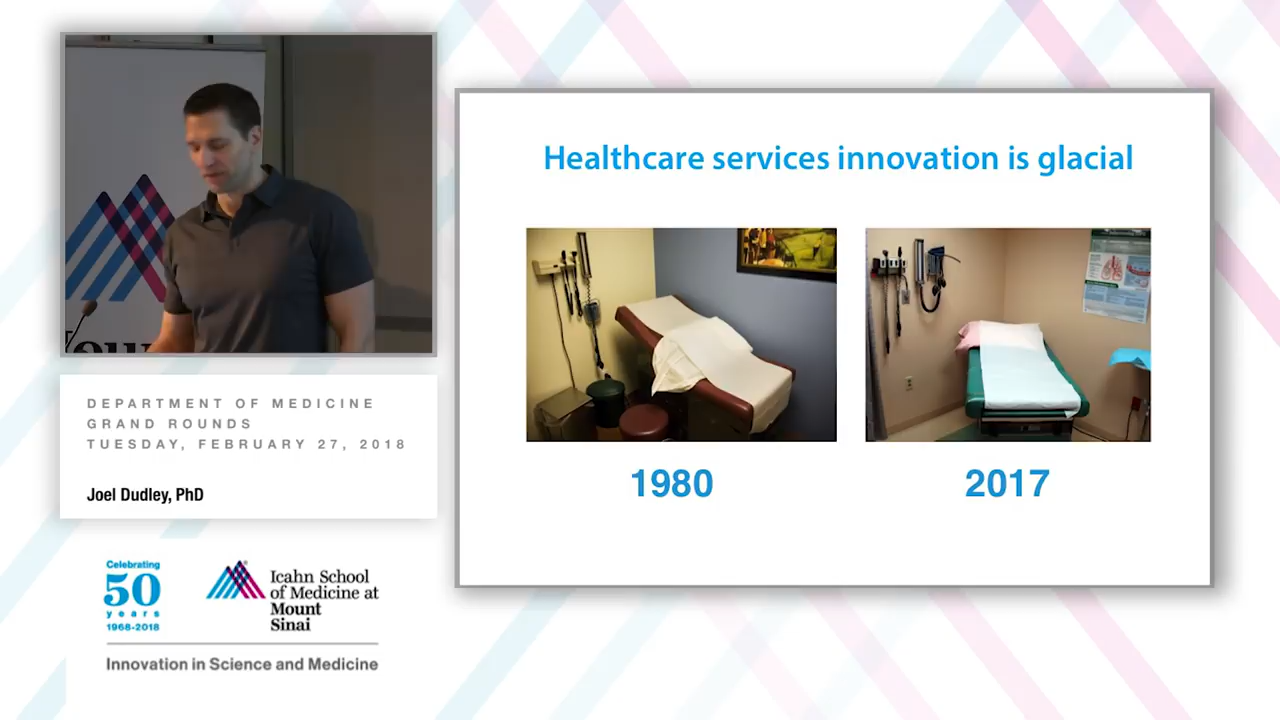 Healthcare services innovation is glacial
1980
2017
DEPARTMENT OF MEDICINE
GRAND ROUNDS
TUESDAY, FEBRUARY 27, 2018
Joel Dudley, PhD
Celebrating
50
years
1968-2018
Icahn School
of Medicine at
Mount
Sinai
Innovation in Science and Medicine